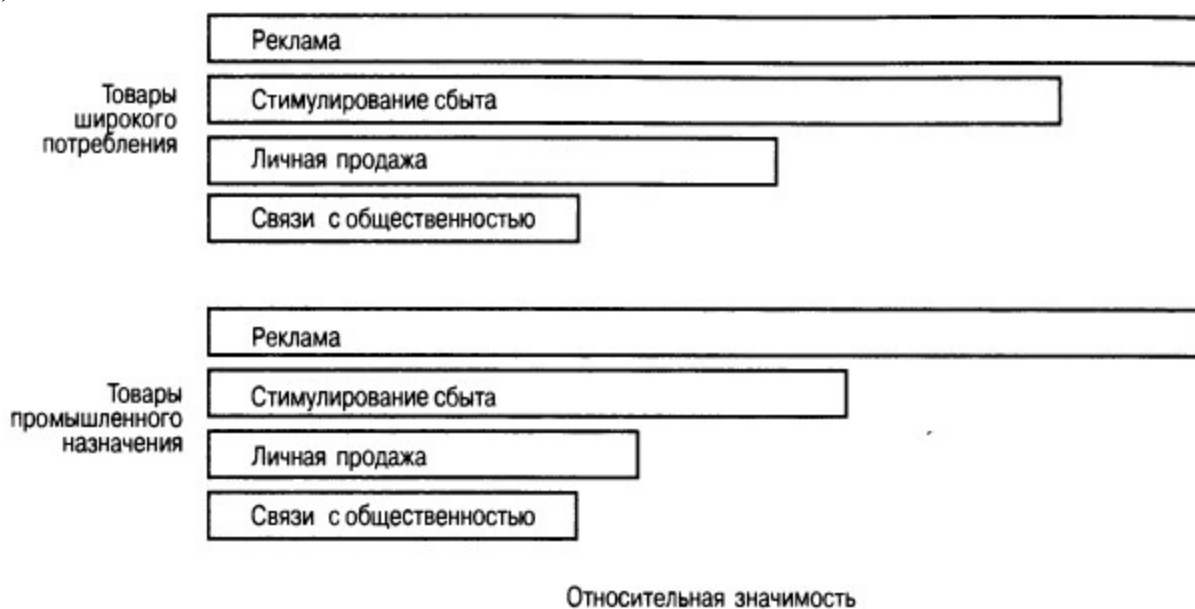 Реклама
Стимулирование сбыта
Товары
широкого
потребления
Личная продажа
Связи с общественностью
Реклама
Товары
промышленного
назначения
Стимулирование сбыта
Личная продажа
Связи с общественностью
Относительная значимость